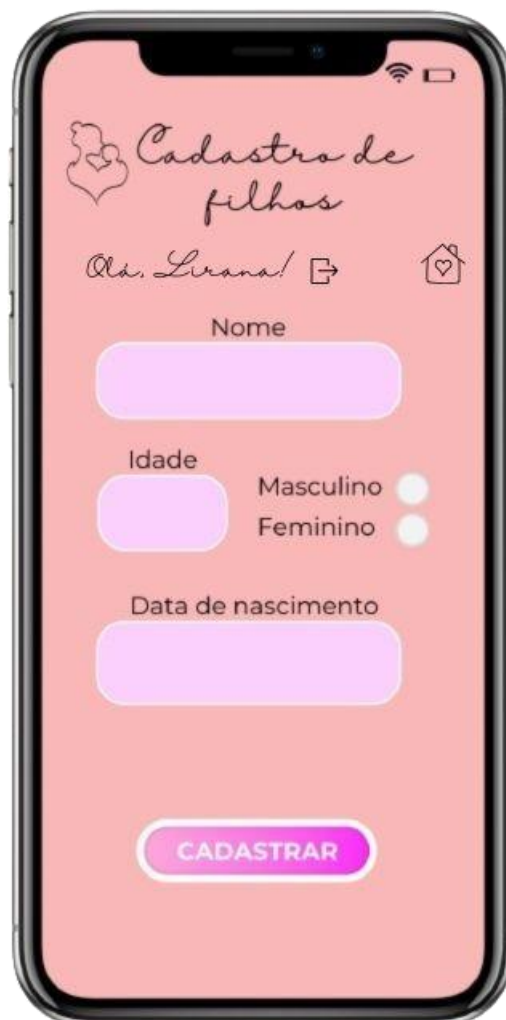 Cadastro de
filhos
Olá, Lirana!
Nome
Idade
Masculino
Feminino
Data de nascimento
CADASTRAR